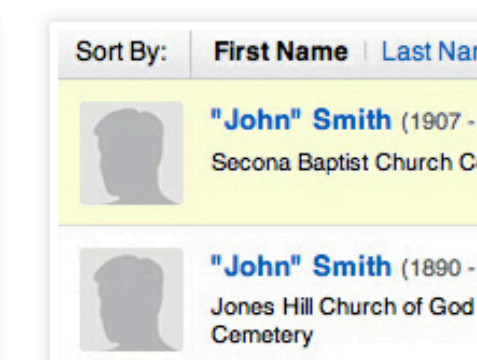 Sort By: First Name | Last Nam
"John" Smith (1907 -
Secona Baptist Church C
"John" Smith (1890 -
Jones Hill Church of God
Cemetery